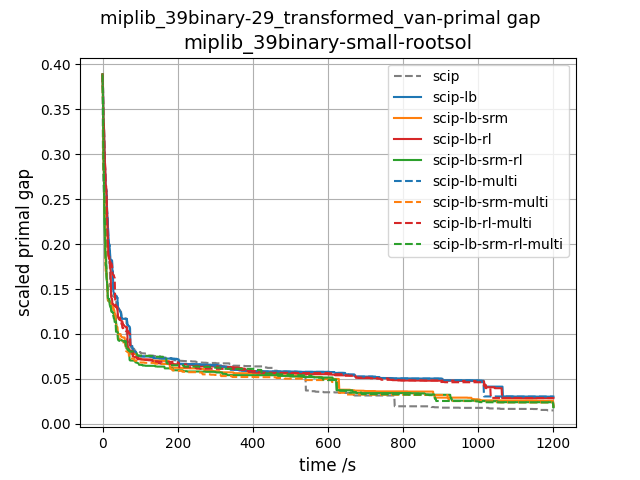 miplib_39binary-29_transformed_van-primal gap
miplib_39binary-small-rootsol
scaled primal gap
0.40
0.35
0.30
0.25
0.20
0.15
0.10
0.05
0.00
scip
scip-lb
scip-lb-srm
scip-lb-rl
scip-lb-srm-rl
scip-lb-multi
scip-lb-srm-multi
scip-lb-rl-multi
scip-lb-srm-rl-multi
0 200 400 600 800 1000 1200
time /s